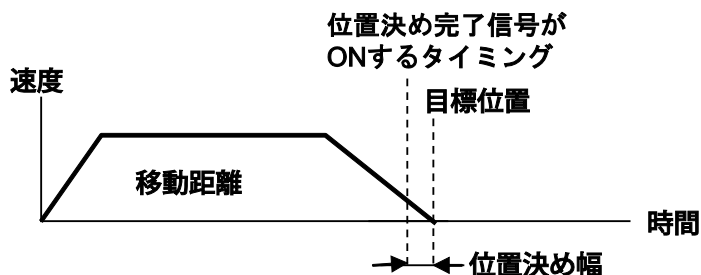 位置決め完了信号が
ONするタイミング
速度
目標位置
移動距離
時間
位置決め幅